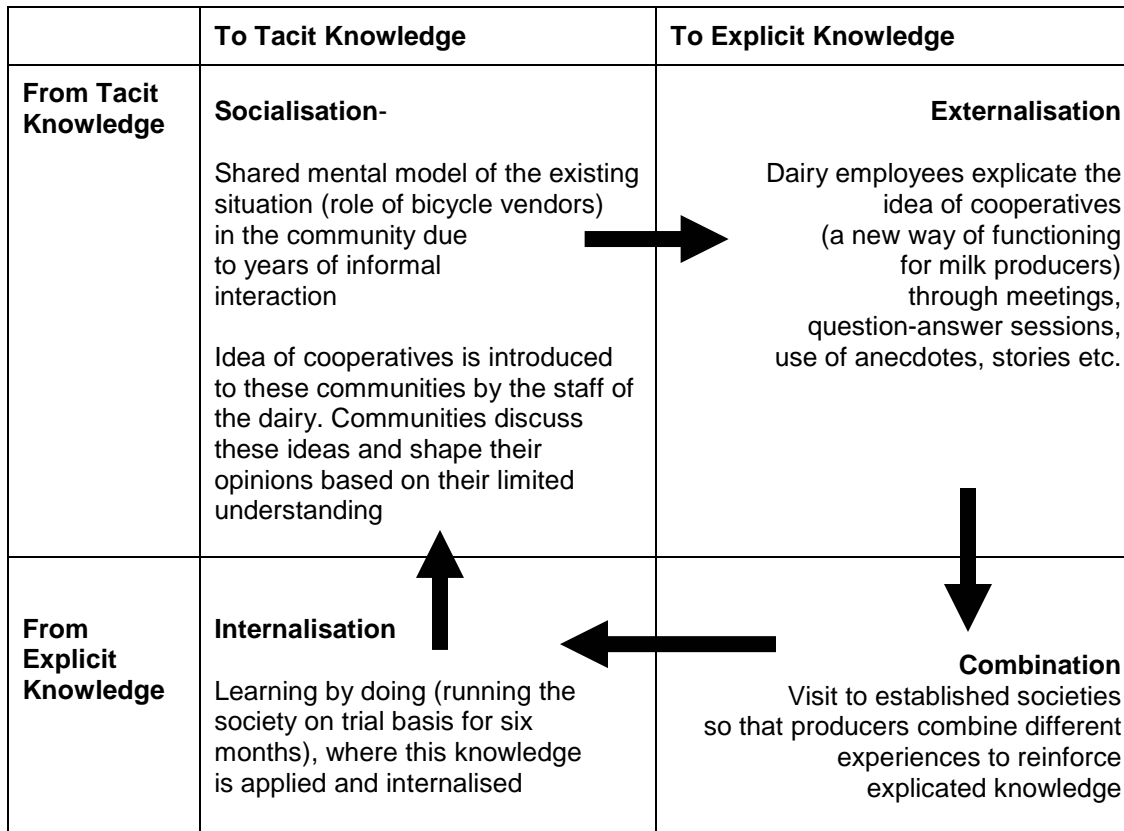 To Tacit Knowledge
To Explicit Knowledge
From Tacit
Knowledge
Socialisation-
Shared mental model of the existing
situation (role of bicycle vendors)
in the community due
to years of informal
interaction
Idea of cooperatives is introduced
to these communities by the staff of
the dairy. Communities discuss
these ideas and shape their
opinions based on their limited
understanding
Externalisation
Dairy employees explicate the
idea of cooperatives
(a new way of functioning
for milk producers)
through meetings,
question-answer sessions,
use of anecdotes, stories etc.
From
Explicit
Knowledge
Internalisation
Learning by doing (running the
society on trial basis for six
months), where this knowledge
is applied and internalised
Combination
Visit to established societies
so that producers combine different
experiences to reinforce
explicated knowledge